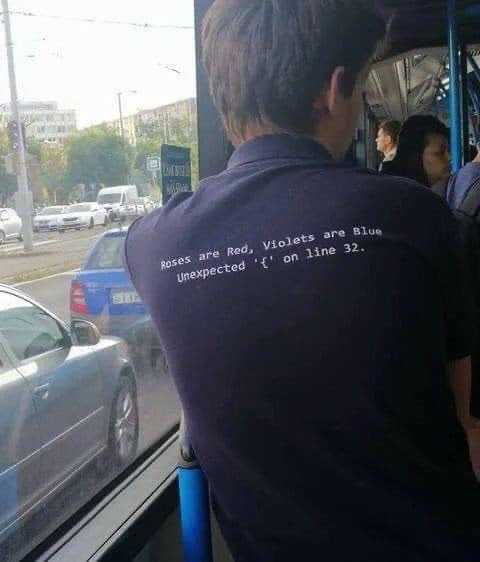 Roses are Red, Violets are Blue
Unexpected '{' on line 32.